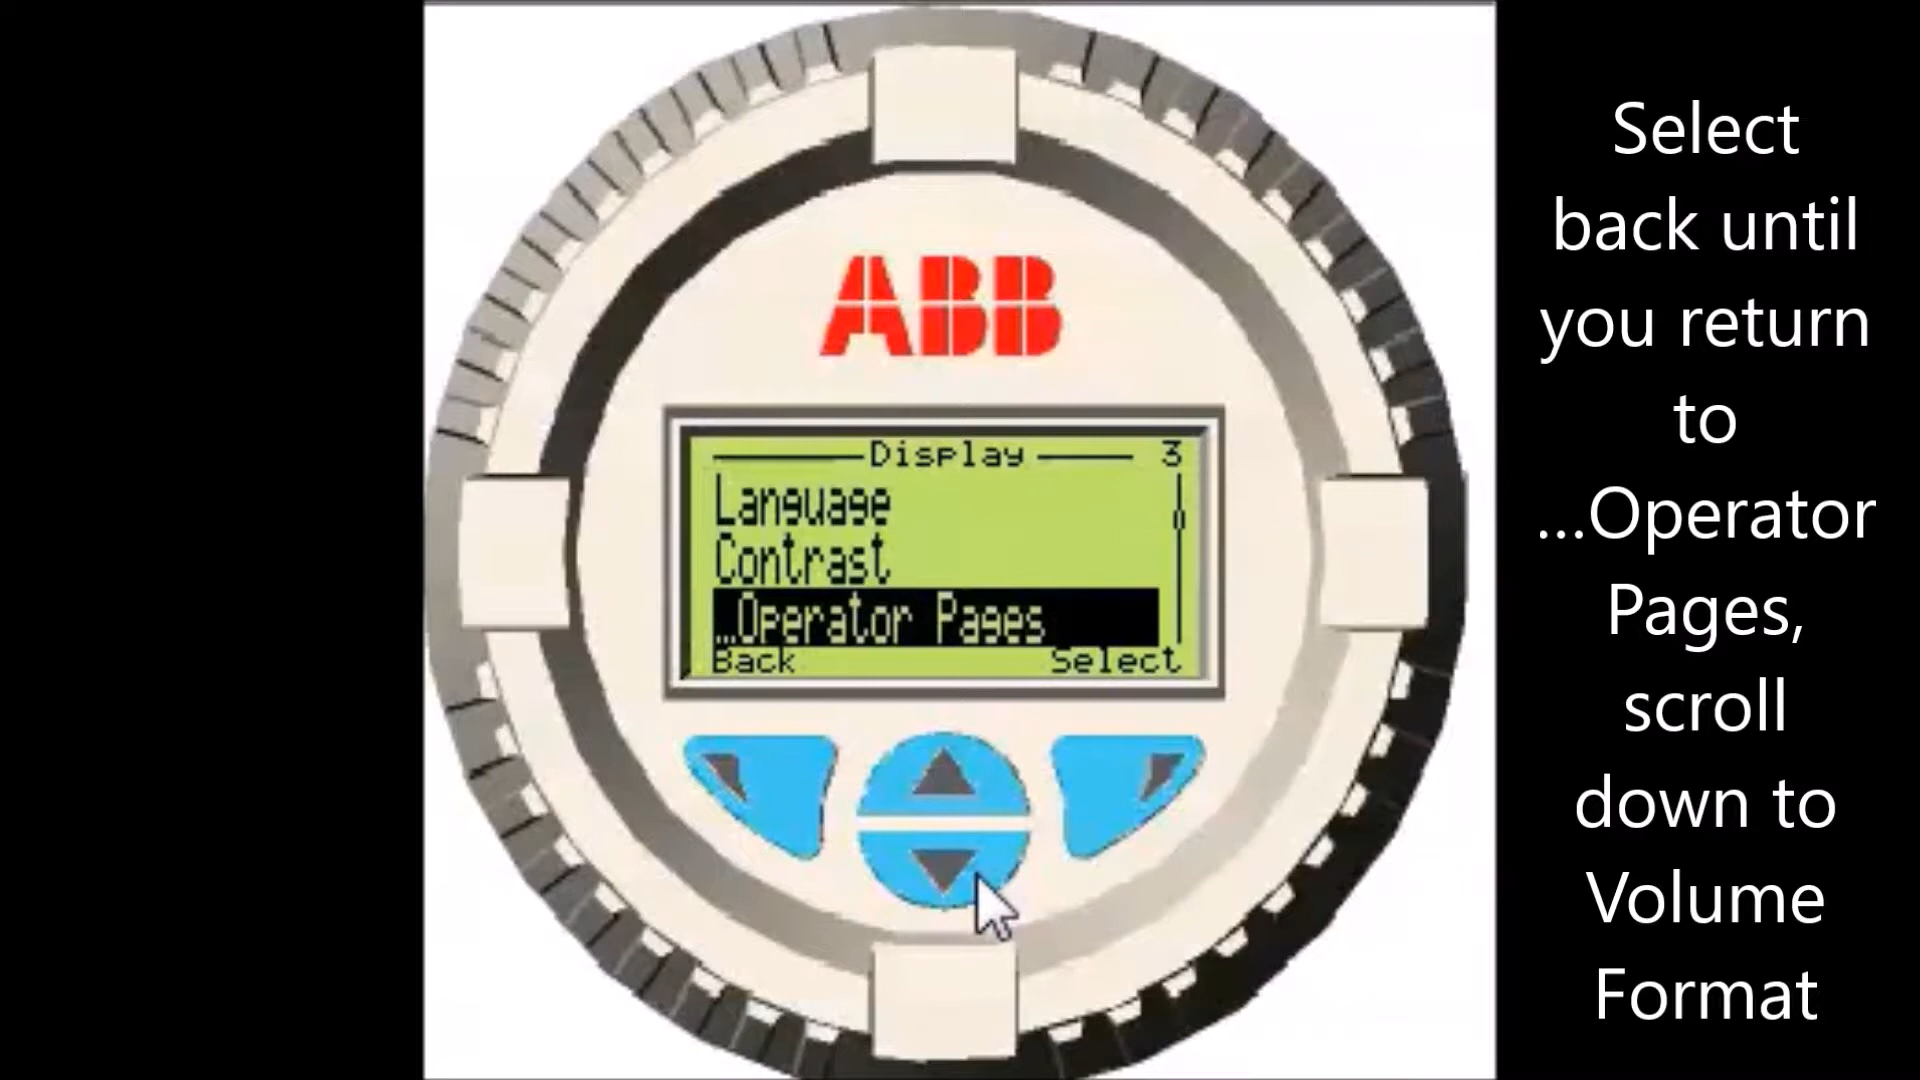 ABB
Display 3
Language
Contrast
...Operator Pages
Back Select
Select
back until
you return
to
...Operator
Pages,
scroll
down to
Volume
Format